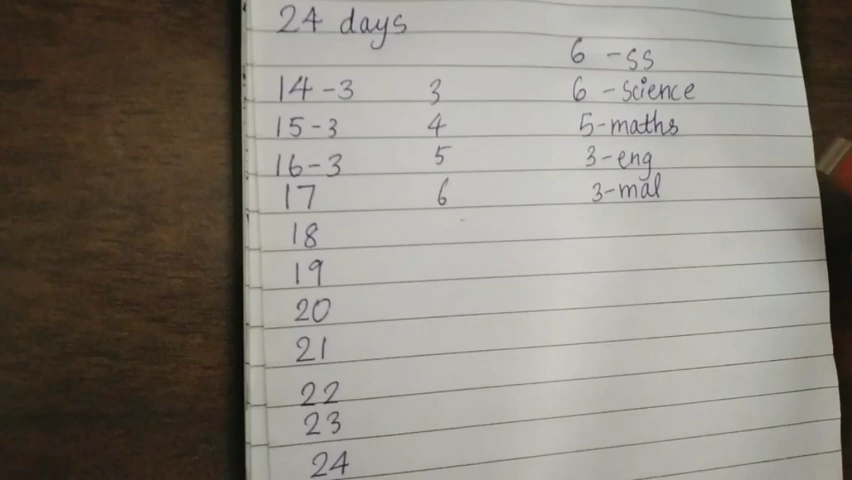 24 days
6 - SS
14 - 3 3 6 - Science
15 - 3 4 5 - maths
16 - 3 5 3 - eng
17 6 3 - mal
18
19
20
21
22
23
24